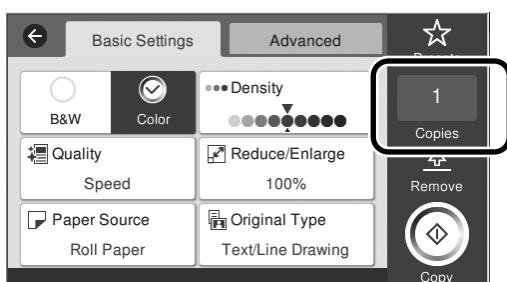 Basic Settings
Advanced
B&W
Color
Density
Quality
Speed
Reduce/Enlarge
100%
Paper Source
Roll Paper
Original Type
Text/Line Drawing
1
Copies
Remove
Copy